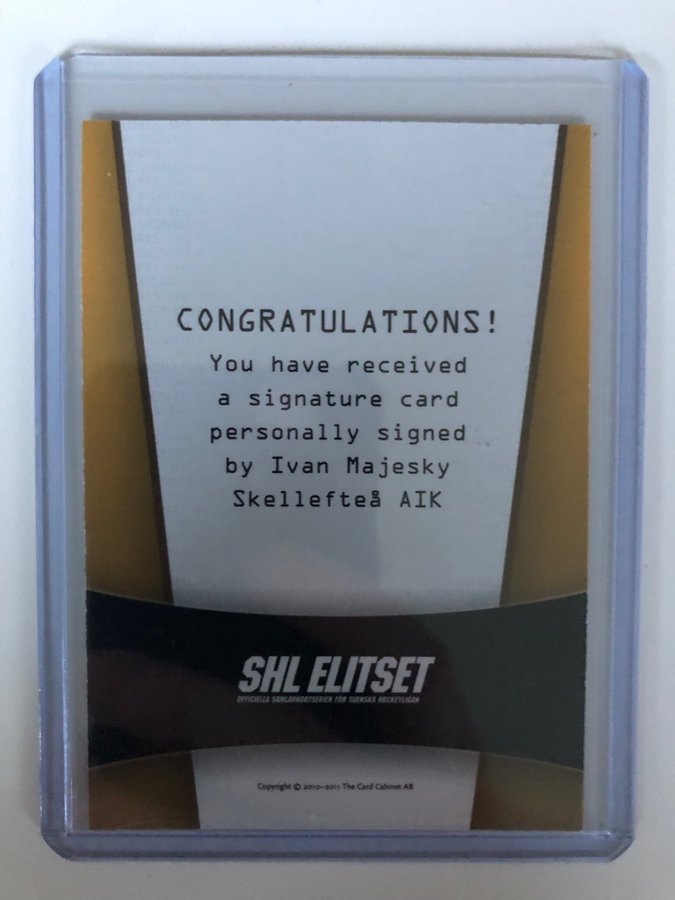 CONGRATULATIONS!
You have received
a signature card
personally signed
by Ivan Majesky
Skellefteå AIK
SHL ELITSET
OFFICIELLA SAMLARKORTSERIEN FÖR SVENSKA HOCKEYLIGAN
Copyright © 2010-2011 The Card Cabinet AB